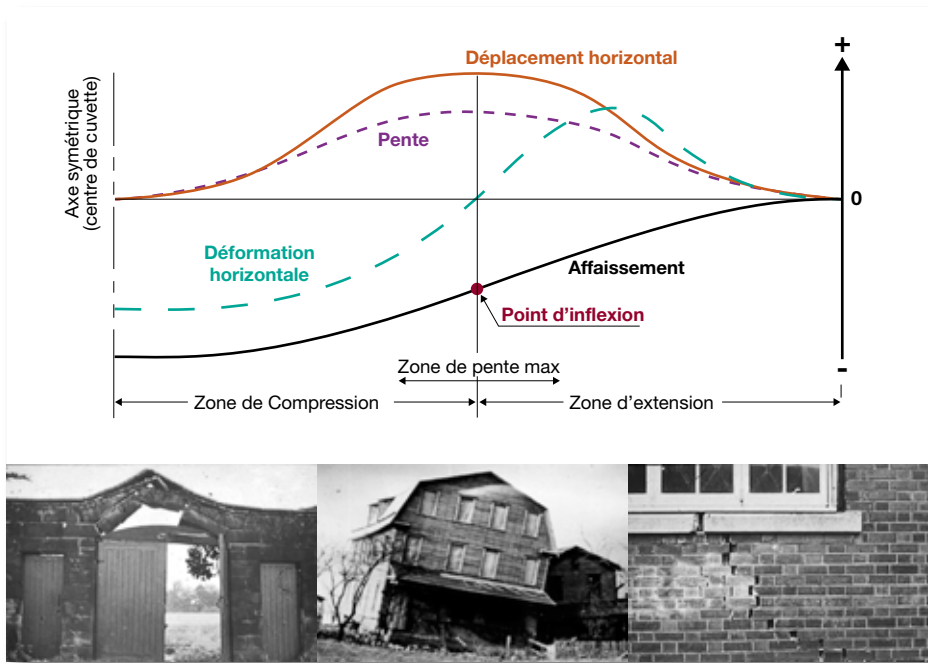 Axe symétrique
(centre de cuvette)
Déplacement horizontal
+
Pente
0
Déformation
horizontale
Affaissement
Point d'inflexion
Zone de pente max
-
Zone de Compression
Zone d'extension